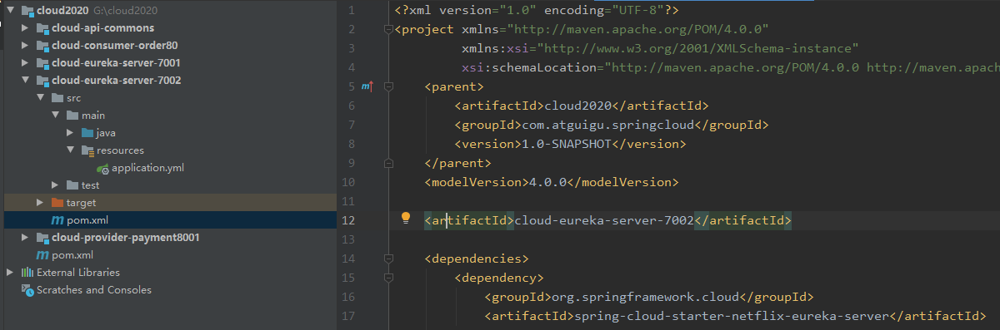 cloud2020 G:\cloud2020
cloud-api-commons
cloud-consumer-order80
cloud-eureka-server-7001
cloud-eureka-server-7002
src
main
java
resources
application.yml
test
target
pom.xml
cloud-provider-payment8001
pom.xml
External Libraries
Scratches and Consoles
1 <?xml version="1.0" encoding="UTF-8"?>
2 <project xmlns="http://maven.apache.org/POM/4.0.0"
3 xmlns:xsi="http://www.w3.org/2001/XMLSchema-instance"
4 xsi:schemaLocation="http://maven.apache.org/POM/4.0.0 http://maven.apac
5 <parent>
6 <artifactId>cloud2020</artifactId>
7 <groupId>com.atguigu.springcloud</groupId>
8 <version>1.0-SNAPSHOT</version>
9 </parent>
10 <modelVersion>4.0.0</modelVersion>
11
12 <artifactId>cloud-eureka-server-7002</artifactId>
13
14 <dependencies>
15 <dependency>
16 <groupId>org.springframework.cloud</groupId>
17 <artifactId>spring-cloud-starter-netflix-eureka-server</artifactId>